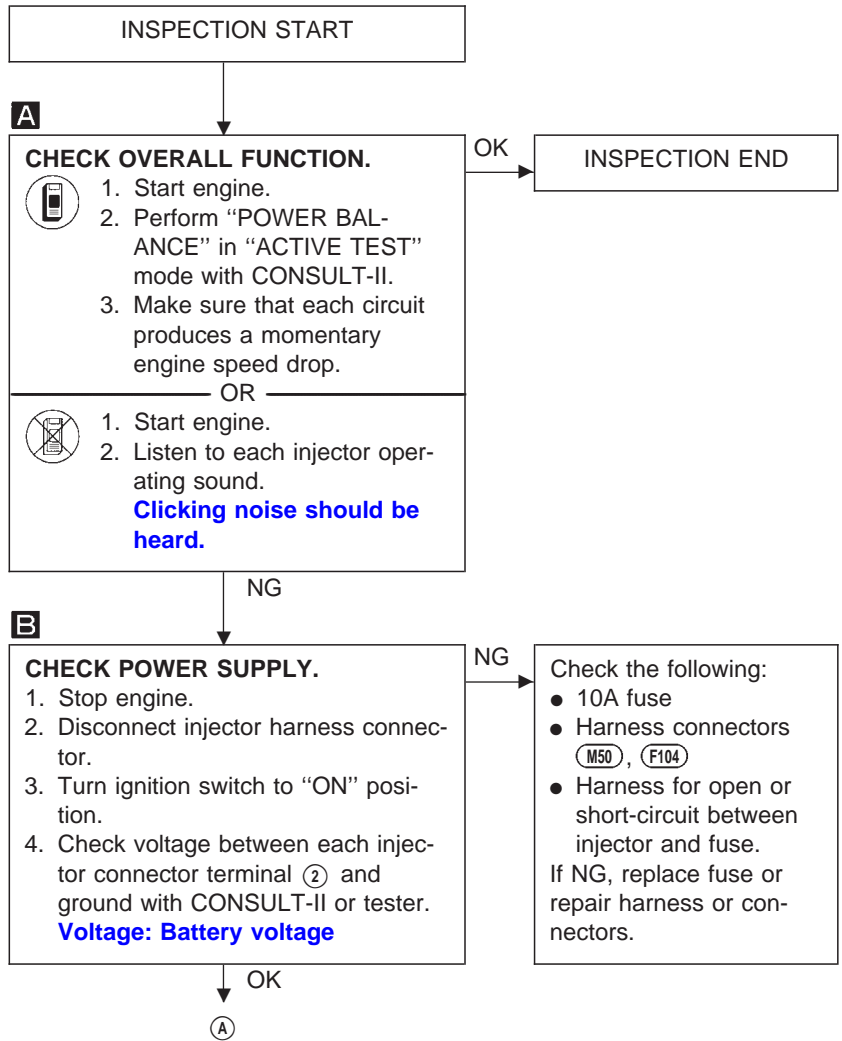 INSPECTION START
A
CHECK OVERALL FUNCTION.
1. Start engine.
2. Perform ‘‘POWER BAL-
ANCE’’ in ‘‘ACTIVE TEST’’
mode with CONSULT-II.
3. Make sure that each circuit
produces a momentary
engine speed drop.
OR
1. Start engine.
2. Listen to each injector oper-
ating sound.
Clicking noise should be
heard.
OK
INSPECTION END
NG
B
CHECK POWER SUPPLY.
1. Stop engine.
2. Disconnect injector harness connec-
tor.
3. Turn ignition switch to ‘‘ON’’ posi-
tion.
4. Check voltage between each injec-
tor connector terminal 2 and
ground with CONSULT-II or tester.
Voltage: Battery voltage
NG
Check the following:
● 10A fuse
● Harness connectors
M50, F104
● Harness for open or
short-circuit between
injector and fuse.
If NG, replace fuse or
repair harness or con-
nectors.
OK
A